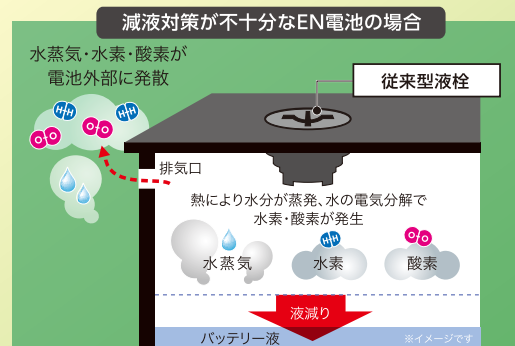 減液対策が不十分なEN電池の場合
水蒸気・水素・酸素が
電池外部に発散
従来型液栓
H-H
H-H
O-O
O-O
排気口
熱により水分が蒸発、水の電気分解で
水素・酸素が発生
H-H
O-O
水蒸気
水素
酸素
液減り
バッテリー液
※イメージです